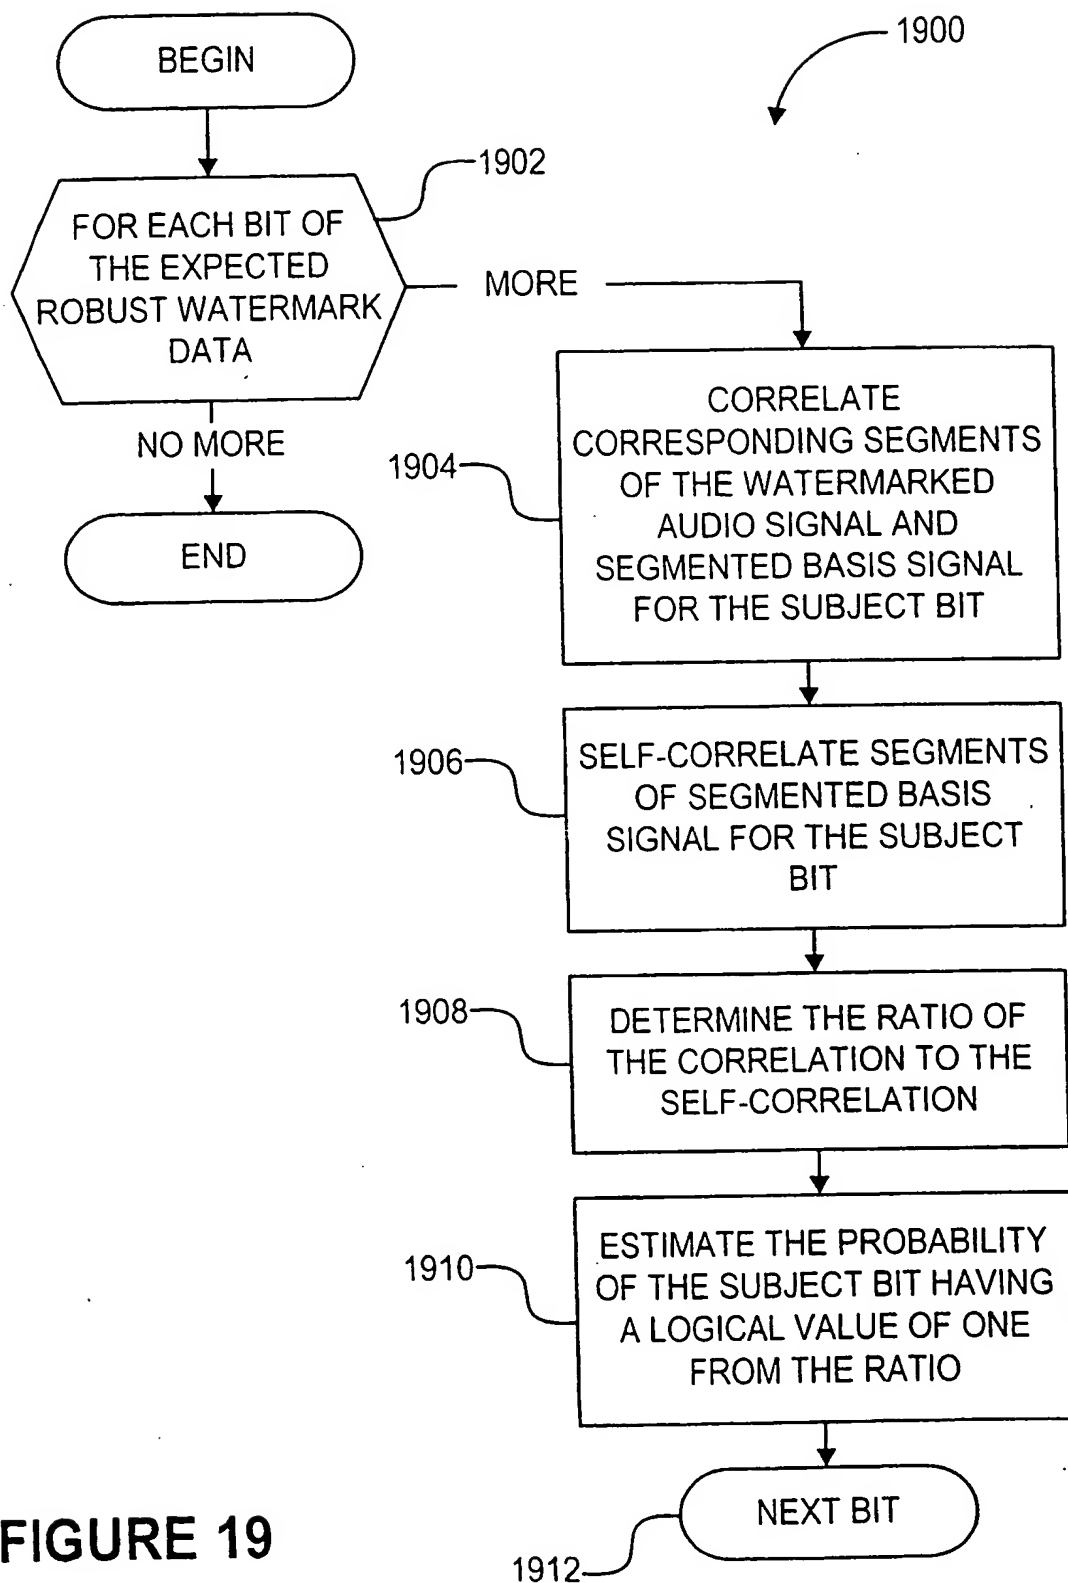 BEGIN
1900
1902
FOR EACH BIT OF
THE EXPECTED
ROBUST WATERMARK
DATA
MORE
NO MORE
END
1904
CORRELATE
CORRESPONDING SEGMENTS
OF THE WATERMARKED
AUDIO SIGNAL AND
SEGMENTED BASIS SIGNAL
FOR THE SUBJECT BIT
1906
SELF-CORRELATE SEGMENTS
OF SEGMENTED BASIS
SIGNAL FOR THE SUBJECT
BIT
1908
DETERMINE THE RATIO OF
THE CORRELATION TO THE
SELF-CORRELATION
1910
ESTIMATE THE PROBABILITY
OF THE SUBJECT BIT HAVING
A LOGICAL VALUE OF ONE
FROM THE RATIO
NEXT BIT
1912
FIGURE 19